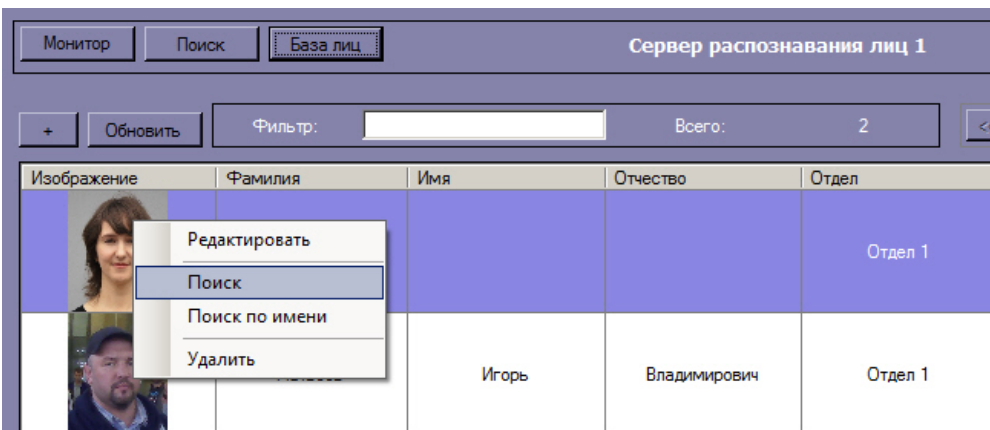 Монитор Поиск База лиц Сервер распознавания лиц 1
+ Обновить Фильтр: Всего: 2 <<
Изображение Фамилия Имя Отчество Отдел
Редактировать
Отдел 1
Поиск
Поиск по имени
Удалить
Игорь Владимирович Отдел 1